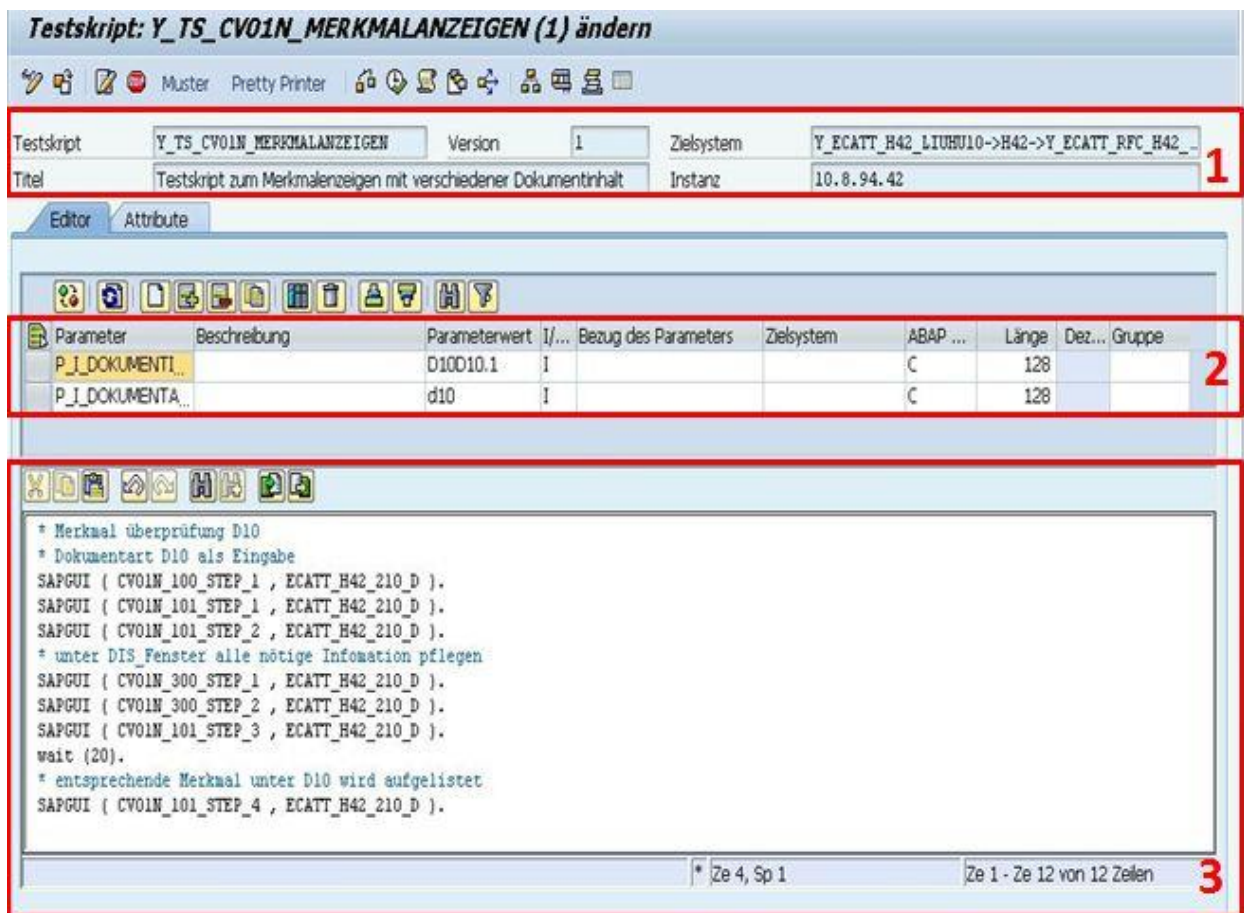 Testskript: Y_TS_CV01N_MERKMALANZEIGEN (1) ändern
Muster Pretty Printer
Testskript Y_TS_CV01N_MERKMALANZEIGEN Version 1 Zielsystem Y_ECATT_H42_LIUHU10->H42->Y_ECATT_RFC_H42_..
Titel Testskript zum Merkmalenzeigen mit verschiedener Dokumentinhalt Instanz 10.8.94.42
1
Editor Attribute
Parameter Beschreibung Parameterwert I/... Bezug des Parameters Zielsystem ABAP ... Länge Dez... Gruppe
P_I_DOKUMENTI... D10D10.1 I C 128
P_I_DOKUMENTA... d10 I C 128
2
* Merkmal überprüfung D10
* Dokumentart D10 als Eingabe
SAPGUI ( CV01N_100_STEP_1 , ECATT_H42_210_D ).
SAPGUI ( CV01N_101_STEP_1 , ECATT_H42_210_D ).
SAPGUI ( CV01N_101_STEP_2 , ECATT_H42_210_D ).
* unter DIS_Fenster alle nötige Infomation pflegen
SAPGUI ( CV01N_300_STEP_1 , ECATT_H42_210_D ).
SAPGUI ( CV01N_300_STEP_2 , ECATT_H42_210_D ).
SAPGUI ( CV01N_101_STEP_3 , ECATT_H42_210_D ).
wait (20).
* entsprechende Merkmal unter D10 wird aufgelistet
SAPGUI ( CV01N_101_STEP_4 , ECATT_H42_210_D ).
* Ze 4, Sp 1 Ze 1 - Ze 12 von 12 Zeilen
3